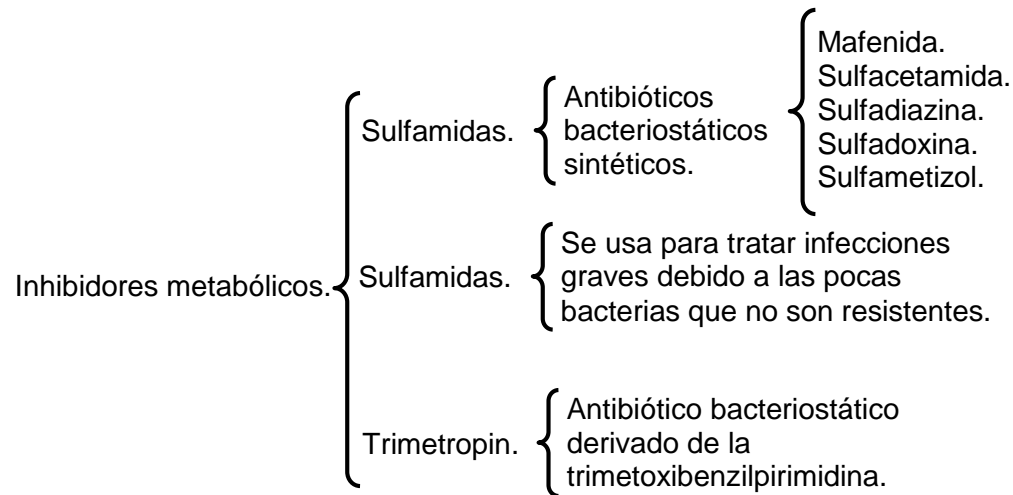 Inhibidores metabólicos.
Sulfamidas.
Antibióticos
bacteriostáticos
sintéticos.
Mafenida.
Sulfacetamida.
Sulfadiazina.
Sulfadoxina.
Sulfametizol.
Sulfamidas.
Se usa para tratar infecciones
graves debido a las pocas
bacterias que no son resistentes.
Trimetropin.
Antibiótico bacteriostático
derivado de la
trimetoxibenzilpirimidina.